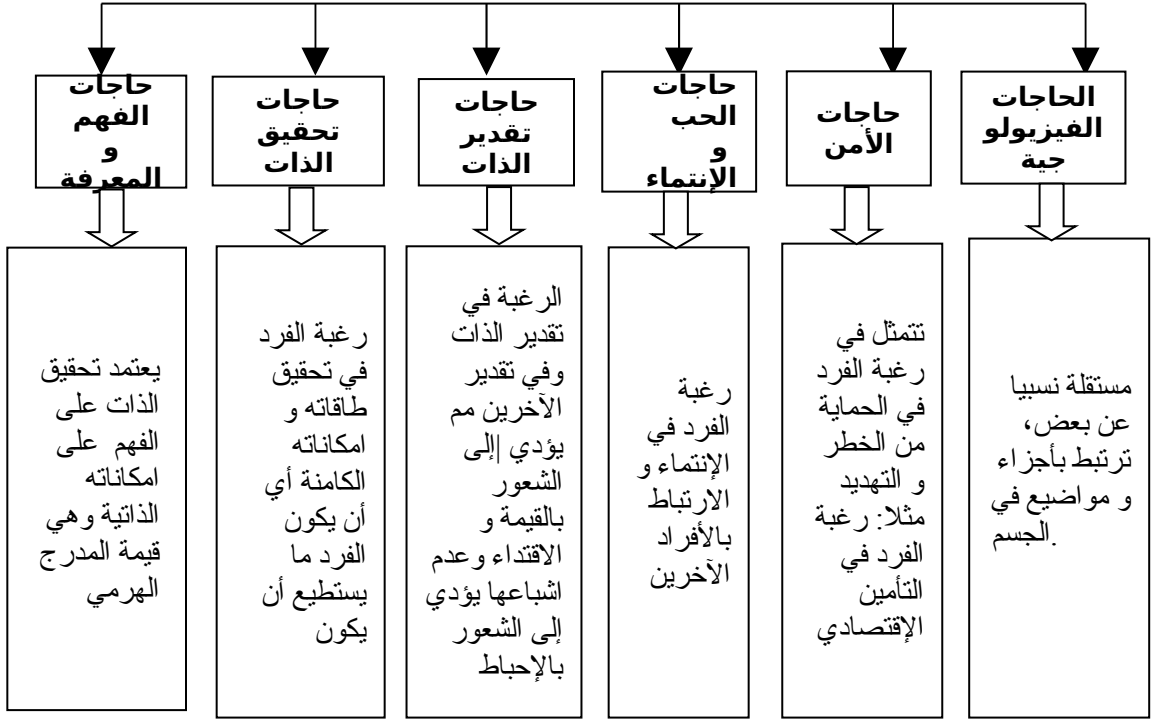 الحاجات
الفيزيولو
جية
حاجات
الأمن
حاجات
الحب
و
الإنتماء
حاجات
تقدير
الذات
حاجات
تحقيق
الذات
حاجات
الفهم
و
المعرفة
مستقلة نسبيا
عن بعض،
ترتبط بأجزاء
و مواضيع في
الجسم.
تتمثل في
رغبة الفرد
في الحماية
من الخطر
و التهديد
مثلا: رغبة
الفرد في
التأمين
الإقتصادي
رغبة
الفرد في
الإنتماء و
الارتباط
بالأفراد
الآخرين
الرغبة في
تقدير الذات
وفي تقدير
الآخرين مم
يؤدي |إلى
الشعور
بالقيمة و
الاقتداء وعدم
اشباعها يؤدي
إلى الشعور
بالإحباط
رغبة الفرد
في تحقيق
طاقاته و
امكاناته
الكامنة أي
أن يكون
الفرد ما
يستطيع أن
يكون
يعتمد تحقيق
الذات على
الفهم على
امكاناته
الذاتية وهي
قيمة المدرج
الهرمي